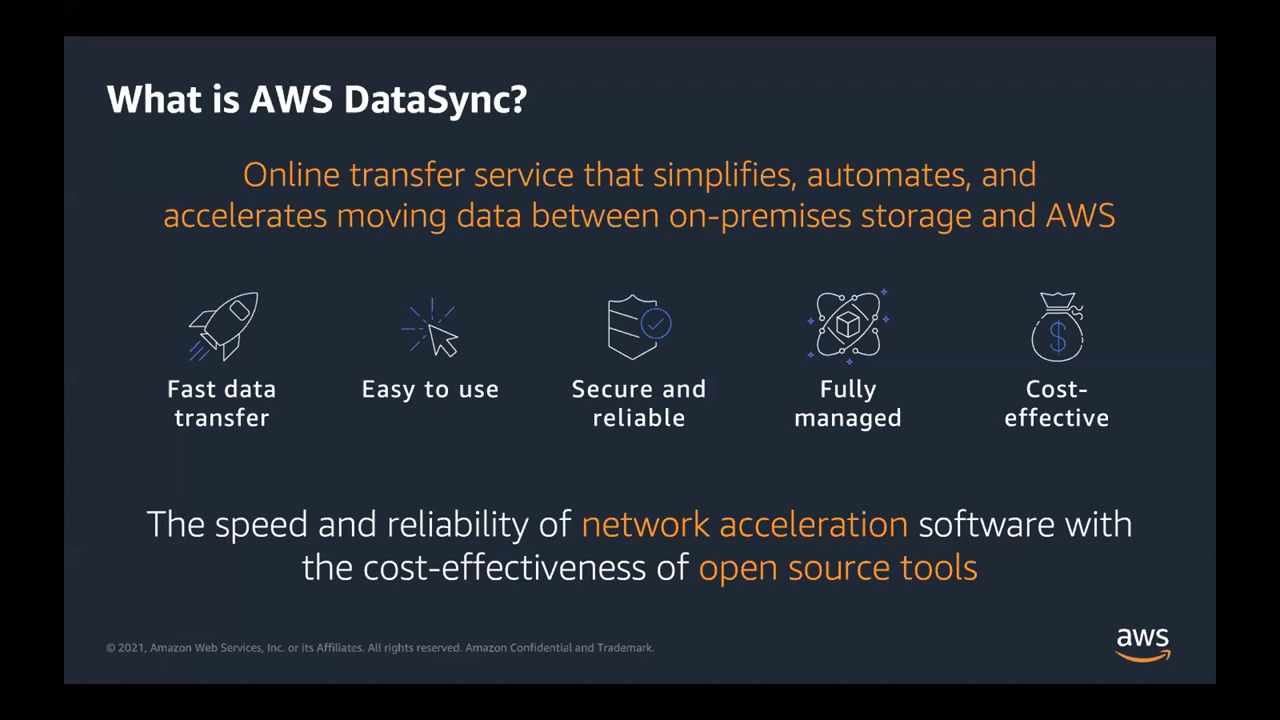 What is AWS DataSync?
Online transfer service that simplifies, automates, and
accelerates moving data between on-premises storage and AWS
Fast data
transfer
Easy to use
Secure and
reliable
Fully
managed
$
Cost-
effective
The speed and reliability of network acceleration software with
the cost-effectiveness of open source tools
© 2021, Amazon Web Services, Inc. or its Affiliates. All rights reserved. Amazon Confidential and Trademark.
aws